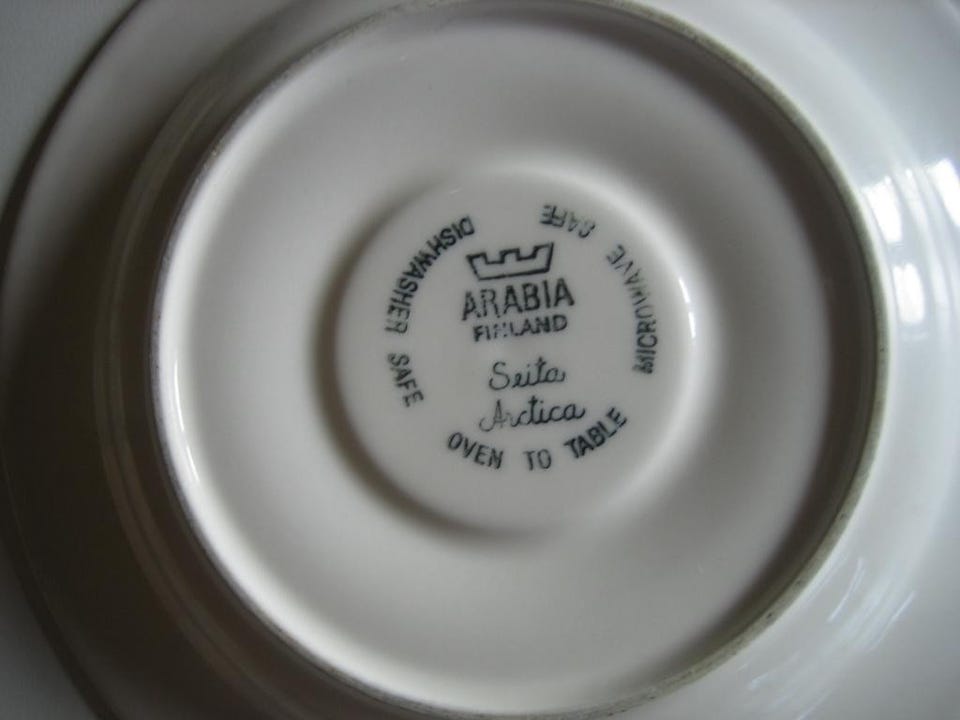 ARABIA
FINLAND
Seita
Arctica
OVEN TO TABLE
DISHWASHER SAFE
MICROWAVE SAFE